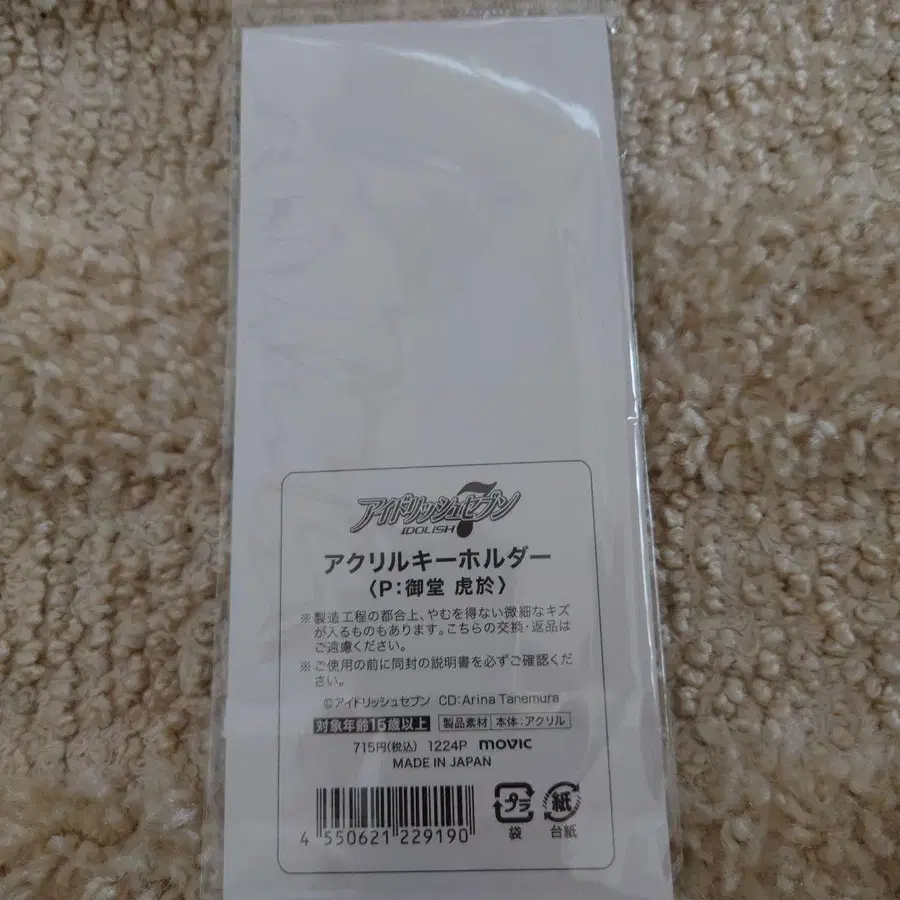 アイドリッシュセブン
7
IDOLISH
アクリルキーホルダー
〈P:御堂 虎於〉
※製造工程の都合上、やむを得ない微細なキズ
が入るものもあります。こちらの交換・返品は
ご遠慮ください。
※ご使用の前に同封の説明書を必ずご確認くだ
さい。
©アイドリッシュセブン CD:Arina Tanemura
対象年齢15歳以上 製品素材 本体:アクリル
715円(税込) 1224P movic
MADE IN JAPAN
4 550621 229190
プラ 紙
袋 台紙